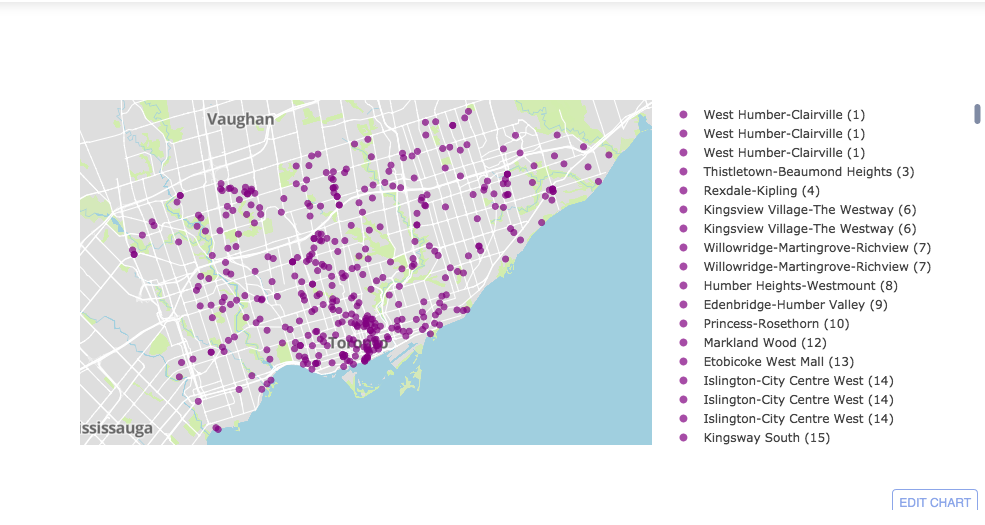 Vaughan
Toronto
ississauga
West Humber-Clairville (1)
West Humber-Clairville (1)
West Humber-Clairville (1)
Thistletown-Beaumond Heights (3)
Rexdale-Kipling (4)
Kingsview Village-The Westway (6)
Kingsview Village-The Westway (6)
Willowridge-Martingrove-Richview (7)
Willowridge-Martingrove-Richview (7)
Humber Heights-Westmount (8)
Edenbridge-Humber Valley (9)
Princess-Rosethorn (10)
Markland Wood (12)
Etobicoke West Mall (13)
Islington-City Centre West (14)
Islington-City Centre West (14)
Islington-City Centre West (14)
Kingsway South (15)
EDIT CHART